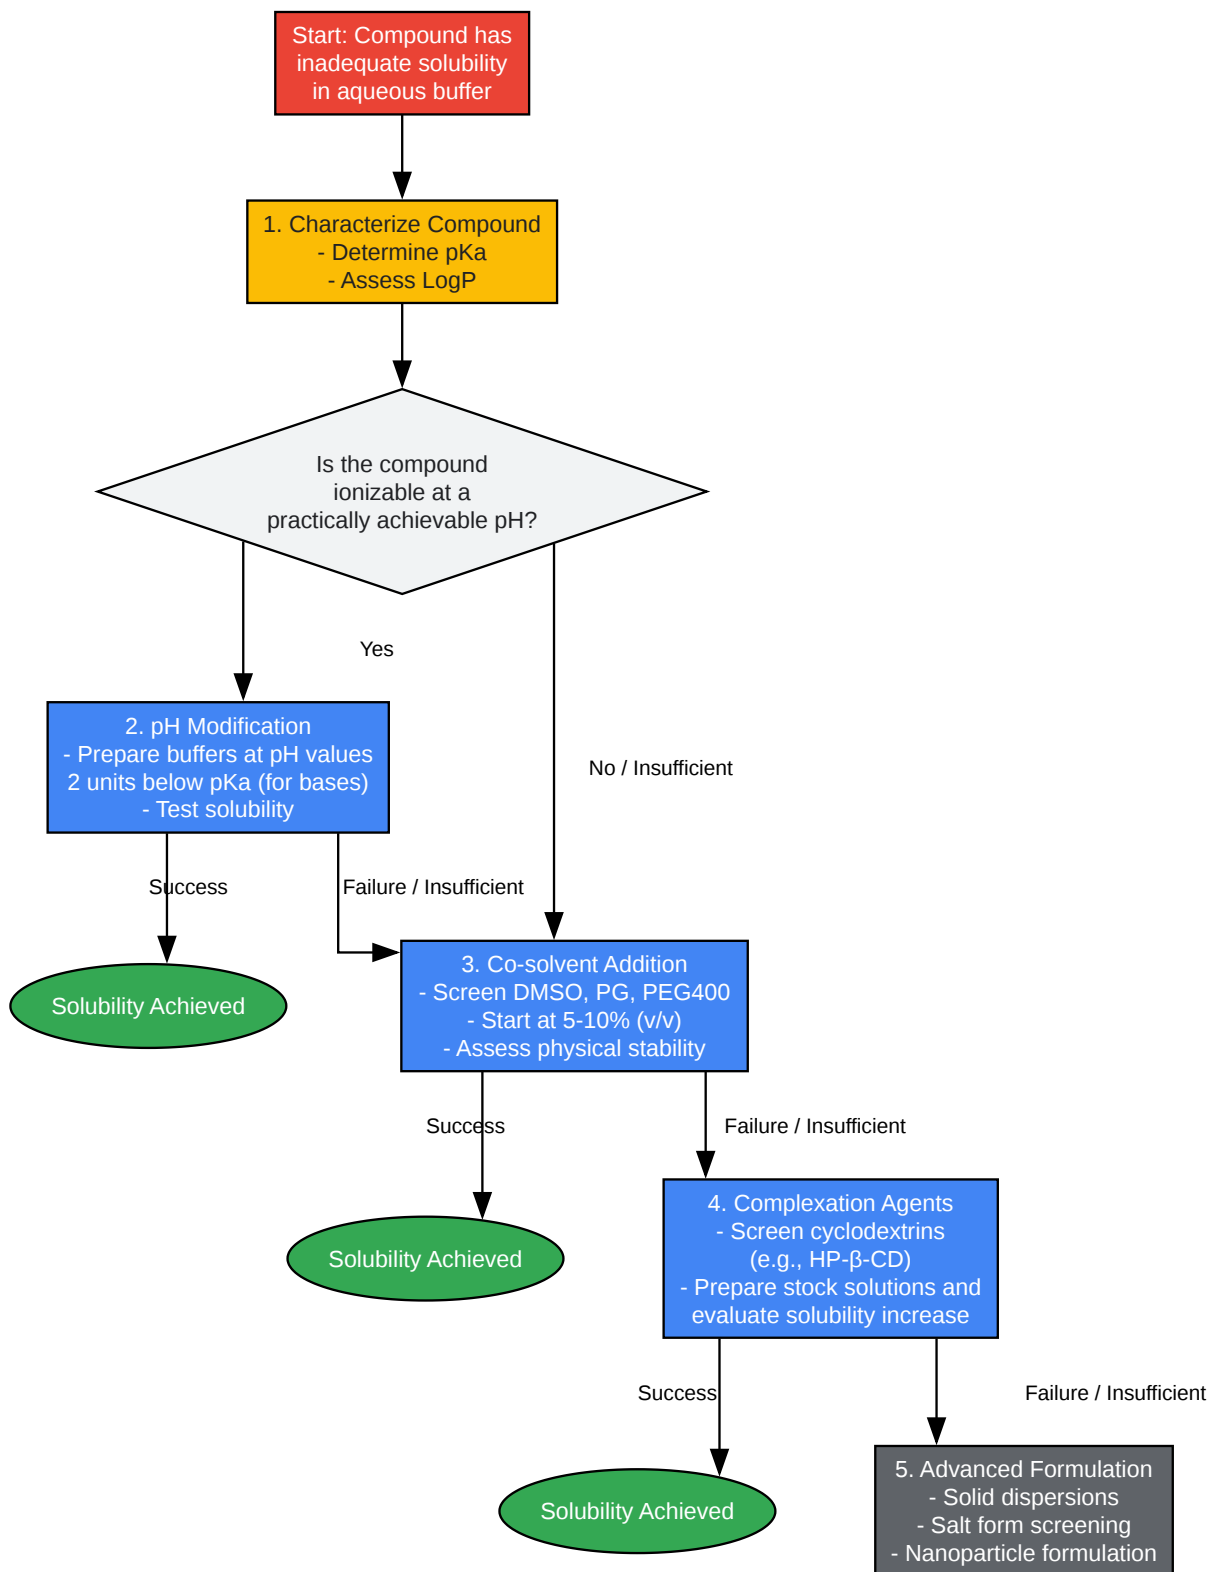 Start: Compound has
inadequate solubility
in aqueous buffer
1. Characterize Compound
- Determine pKa
- Assess LogP
Is the compound
ionizable at a
practically achievable pH?
Yes
No / Insufficient
2. pH Modification
- Prepare buffers at pH values
2 units below pKa (for bases)
- Test solubility
Success
Failure / Insufficient
Solubility Achieved
3. Co-solvent Addition
- Screen DMSO, PG, PEG400
- Start at 5-10% (v/v)
- Assess physical stability
Success
Failure / Insufficient
Solubility Achieved
4. Complexation Agents
- Screen cyclodextrins
(e.g., HP-β-CD)
- Prepare stock solutions and
evaluate solubility increase
Success
Failure / Insufficient
Solubility Achieved
5. Advanced Formulation
- Solid dispersions
- Salt form screening
- Nanoparticle formulation